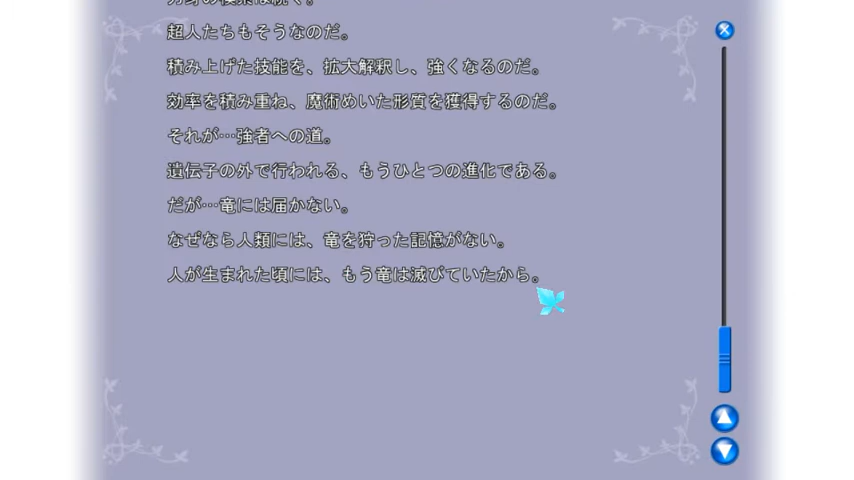 超人たちもそうなのだ。
積み上げた技能を、拡大解釈し、強くなるのだ。
効率を積み重ね、魔術めいた形質を獲得するのだ。
それが…強者への道。
遺伝子の外で行われる、もうひとつの進化である。
だが…竜には届かない。
なぜなら人類には、竜を狩った記憶がない。
人が生まれた頃には、もう竜は滅びていたから。